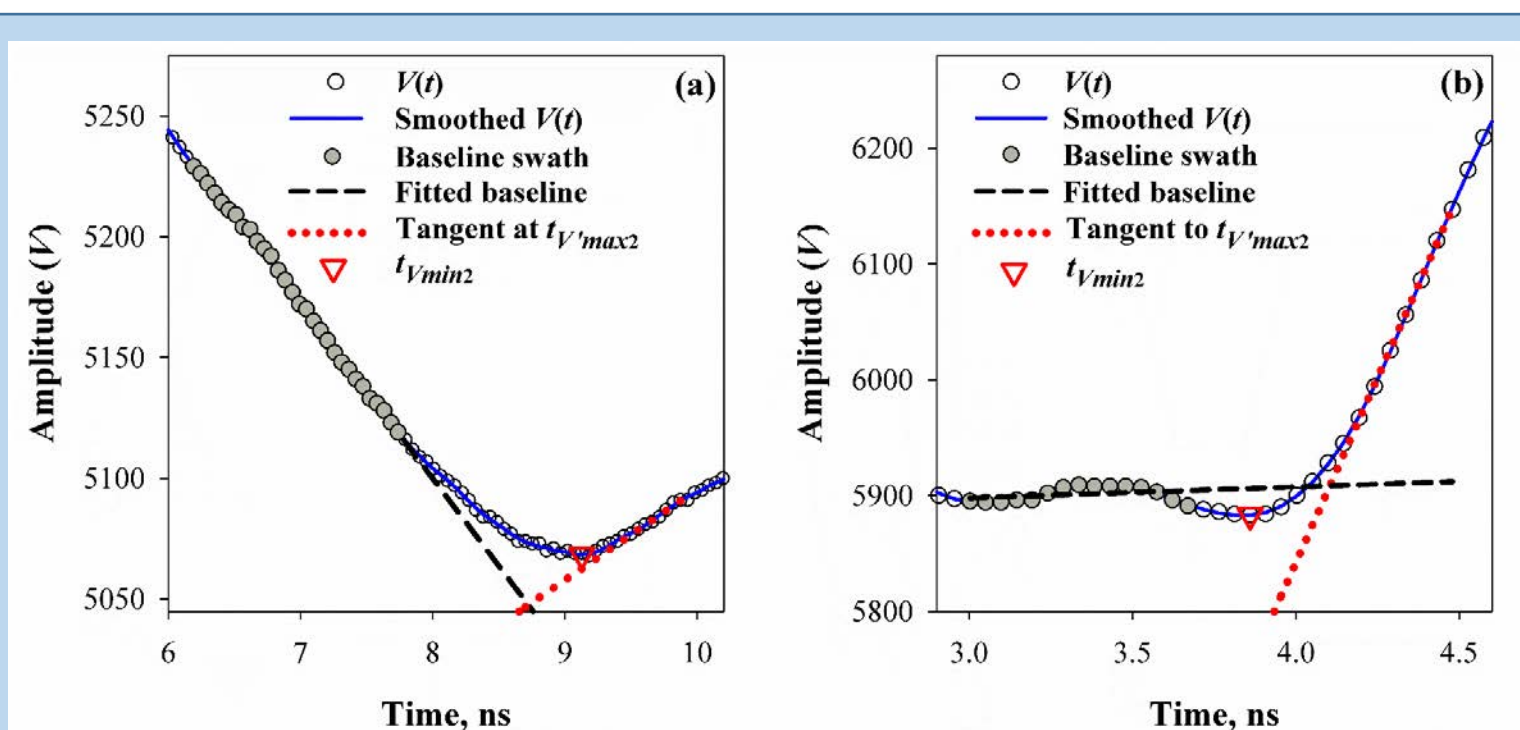 (a)
V(t)
Smoothed V(t)
Baseline swath
Fitted baseline
Tangent at tV'max2
tVmin2
Amplitude (V)
5250
5200
5150
5100
5050
6 7 8 9 10
Time, ns
(b)
V(t)
Smoothed V(t)
Baseline swath
Fitted baseline
Tangent to tV'max2
tVmin2
Amplitude (V)
6200
6100
6000
5900
5800
3.0 3.5 4.0 4.5
Time, ns